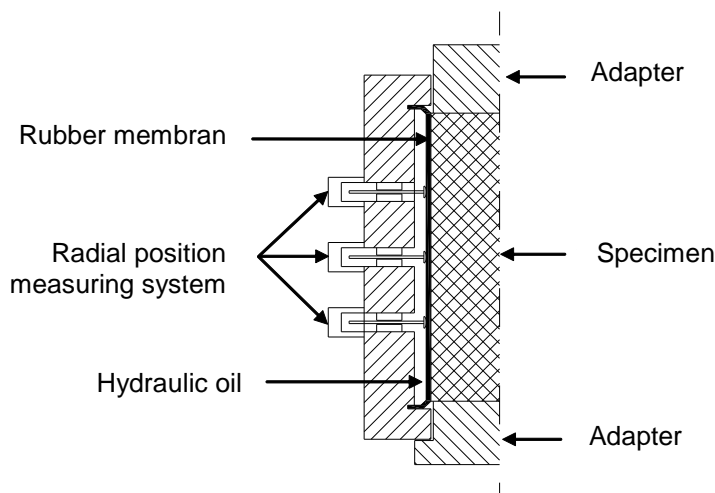 Adapter
Rubber membran
Radial position
measuring system
Specimen
Hydraulic oil
Adapter